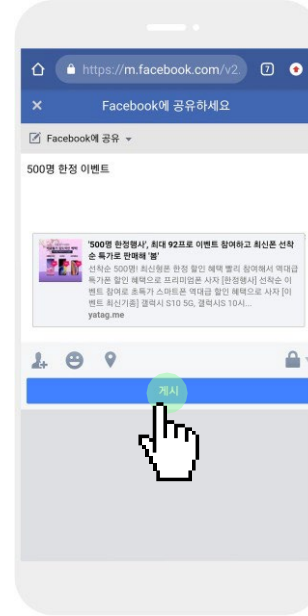 https://m.facebook.com/v2.
7
Facebook에 공유하세요
Facebook에 공유
500명 한정 이벤트
'500명 한정행사', 최대 92프로 이벤트 참여하고 최신폰 선착
순 특가로 판매해 '봄'
선착순 500명! 최신형폰 한정 할인 혜택 빨리 참여해서 역대급
특가폰 할인 혜택으로 프리미엄폰 사자 [한정행사] 선착순 이
벤트 참여로 초특가 스마트폰 역대급 할인 혜택으로 사자 [이
벤트 최신기종] 갤럭시 S10 5G, 갤럭시S 10시...
yatag.me
게시